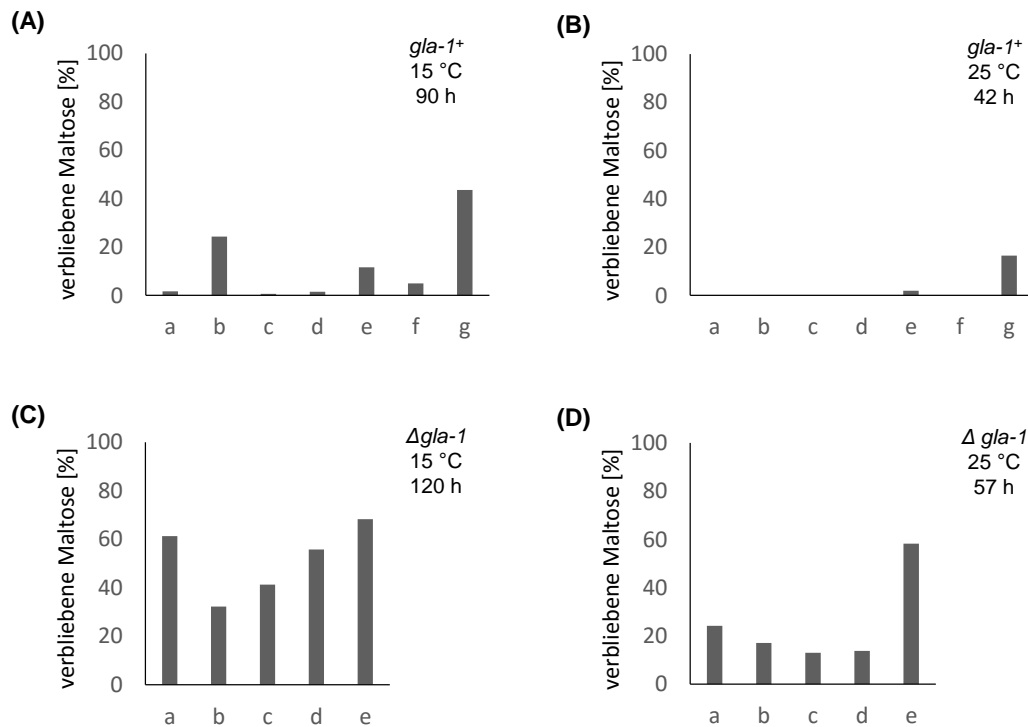 (A)
gla-1+
15 °C
90 h
verbliebene Maltose [%]
100
80
60
40
20
0
a b c d e f g
(B)
gla-1+
25 °C
42 h
verbliebene Maltose [%]
100
80
60
40
20
0
a b c d e f g
(C)
Δgla-1
15 °C
120 h
verbliebene Maltose [%]
100
80
60
40
20
0
a b c d e
(D)
Δ gla-1
25 °C
57 h
verbliebene Maltose [%]
100
80
60
40
20
0
a b c d e